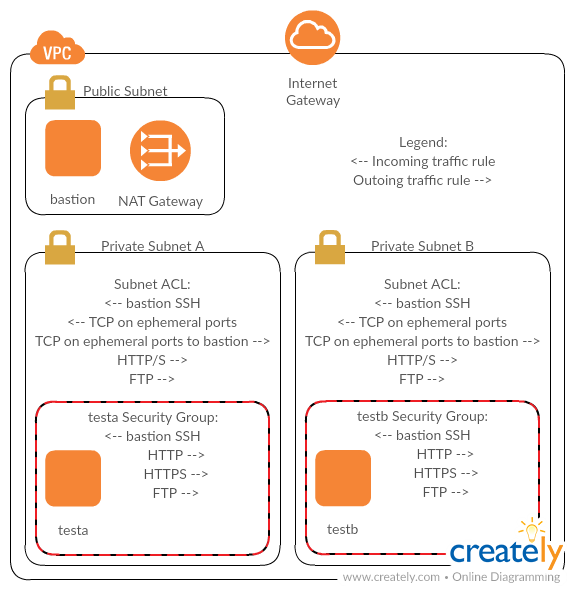 VPC
Internet
Gateway
Public Subnet
bastion
NAT Gateway
Legend:
<-- Incoming traffic rule
Outoing traffic rule -->
Private Subnet A
Subnet ACL:
<-- bastion SSH
<-- TCP on ephemeral ports
TCP on ephemeral ports to bastion -->
HTTP/S -->
FTP -->
testa Security Group:
<-- bastion SSH
HTTP -->
HTTPS -->
FTP -->
testa
Private Subnet B
Subnet ACL:
<-- bastion SSH
<-- TCP on ephemeral ports
TCP on ephemeral ports to bastion -->
HTTP/S -->
FTP -->
testb Security Group:
<-- bastion SSH
HTTP -->
HTTPS -->
FTP -->
testb
creately
www.creately.com • Online Diagramming